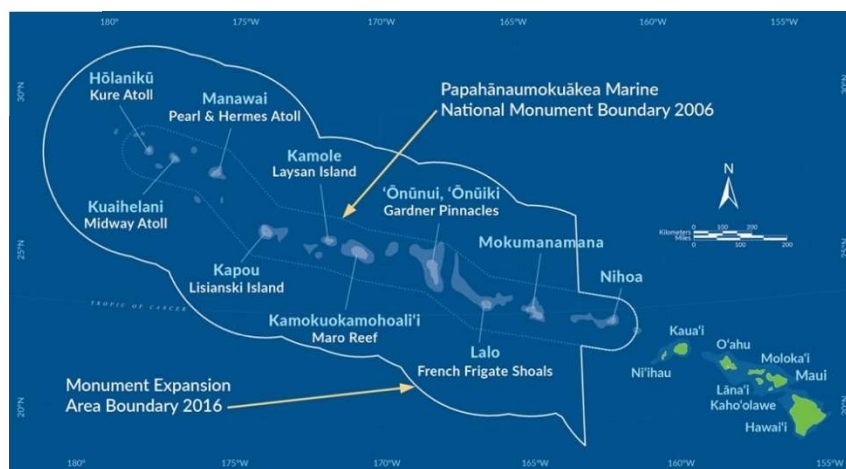 180°
175°W
170°W
165°W
160°W
155°W
30°N
Hōlanikū
Kure Atoll
Manawai
Pearl & Hermes Atoll
Papahānaumokuākea Marine
National Monument Boundary 2006
Kamole
Laysan Island
ʻŌnūnui, ʻŌnūiki
Gardner Pinnacles
N
Kuaihelani
Midway Atoll
Mokumanamana
0 100 200
Kilometers
Miles
0 100 200
25°N
Kapou
Lisianski Island
Nihoa
TROPIC OF CANCER
Kamokuokamohoaliʻi
Maro Reef
Lalo
French Frigate Shoals
Kauaʻi
Niʻihau
Oʻahu
Molokaʻi
Maui
Lānaʻi
Kahoʻolawe
Hawaiʻi
Monument Expansion
Area Boundary 2016
20°N
180°
175°W
170°W
165°W
160°W
155°W